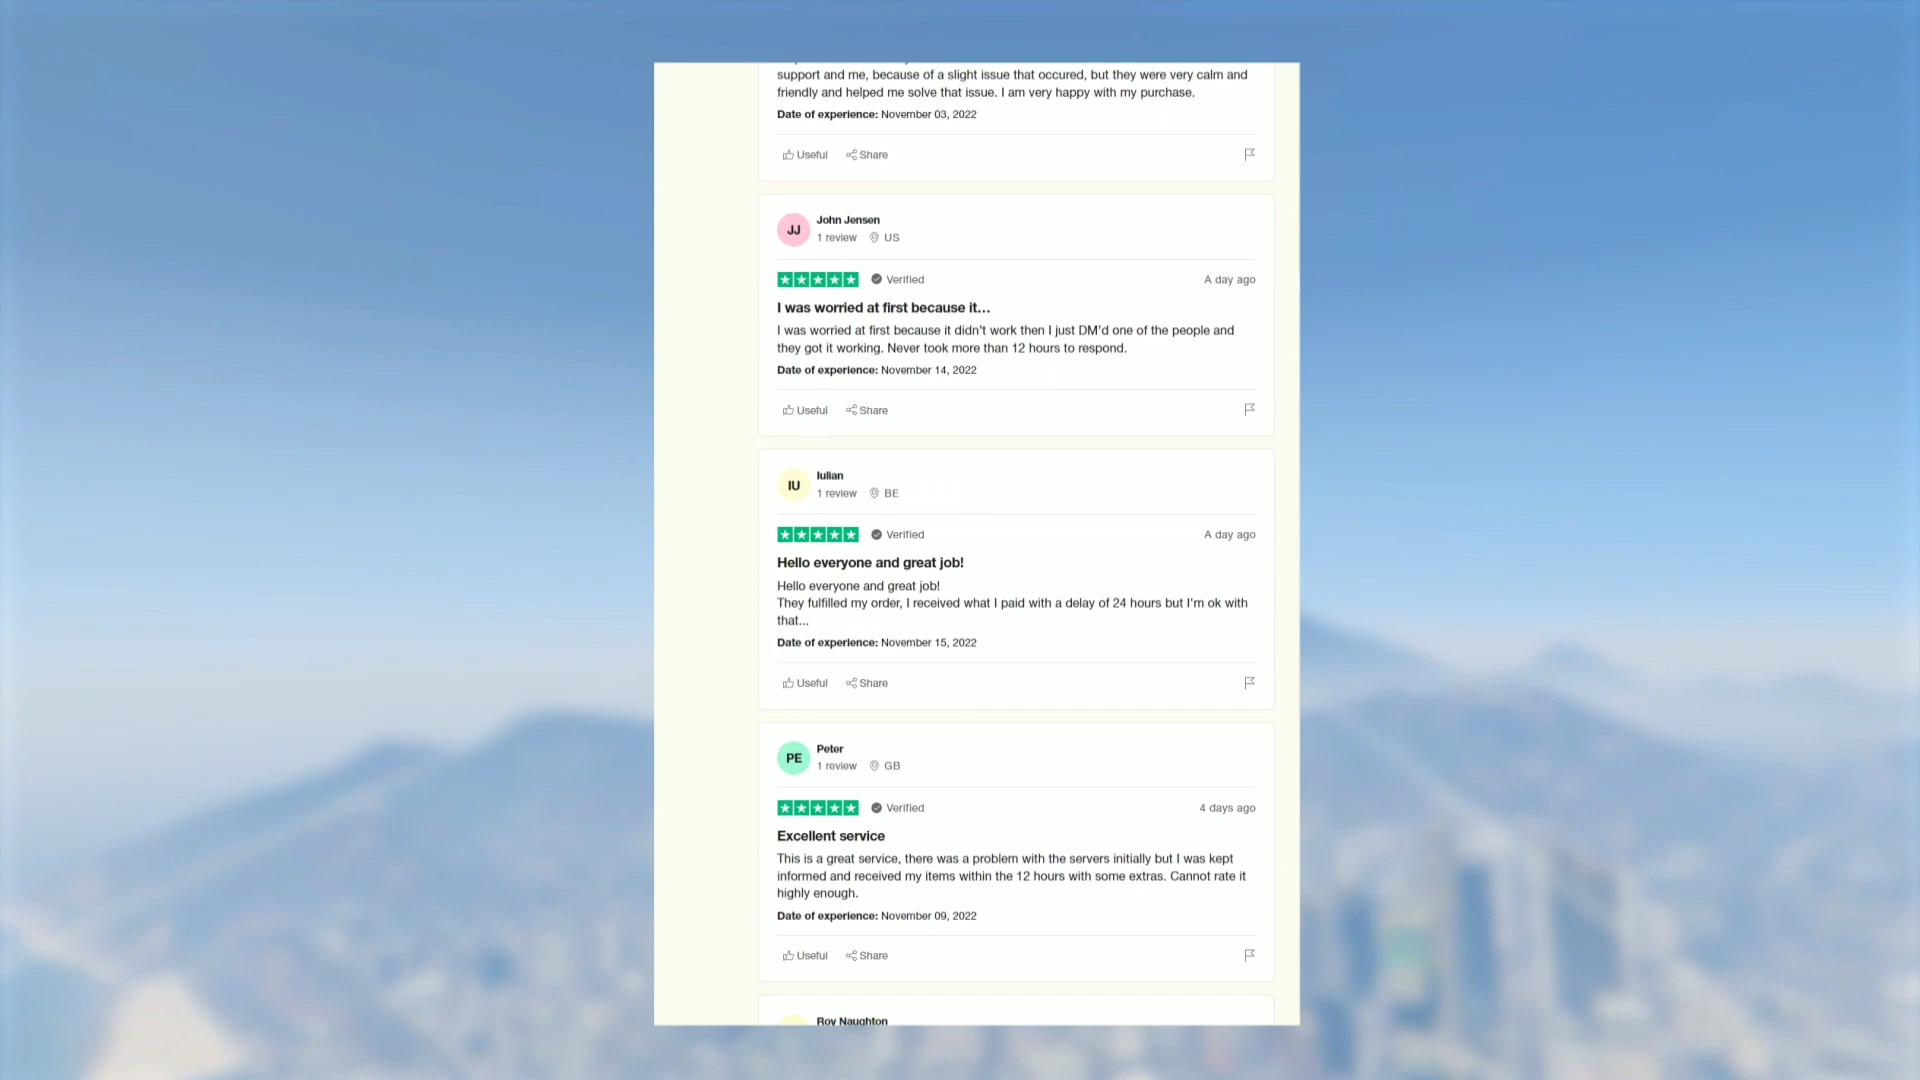 support and me, because of a slight issue that occured, but they were very calm and
friendly and helped me solve that issue. I am very happy with my purchase.
Date of experience: November 03, 2022
Useful Share
JJ
John Jensen
1 review US
Verified A day ago
I was worried at first because it...
I was worried at first because it didn't work then I just DM'd one of the people and
they got it working. Never took more than 12 hours to respond.
Date of experience: November 14, 2022
Useful Share
IU
Iulian
1 review BE
Verified A day ago
Hello everyone and great job!
Hello everyone and great job!
They fulfilled my order, I received what I paid with a delay of 24 hours but I'm ok with
that...
Date of experience: November 15, 2022
Useful Share
PE
Peter
1 review GB
Verified 4 days ago
Excellent service
This is a great service, there was a problem with the servers initially but I was kept
informed and received my items within the 12 hours with some extras. Cannot rate it
highly enough.
Date of experience: November 09, 2022
Useful Share
Roy Naughton